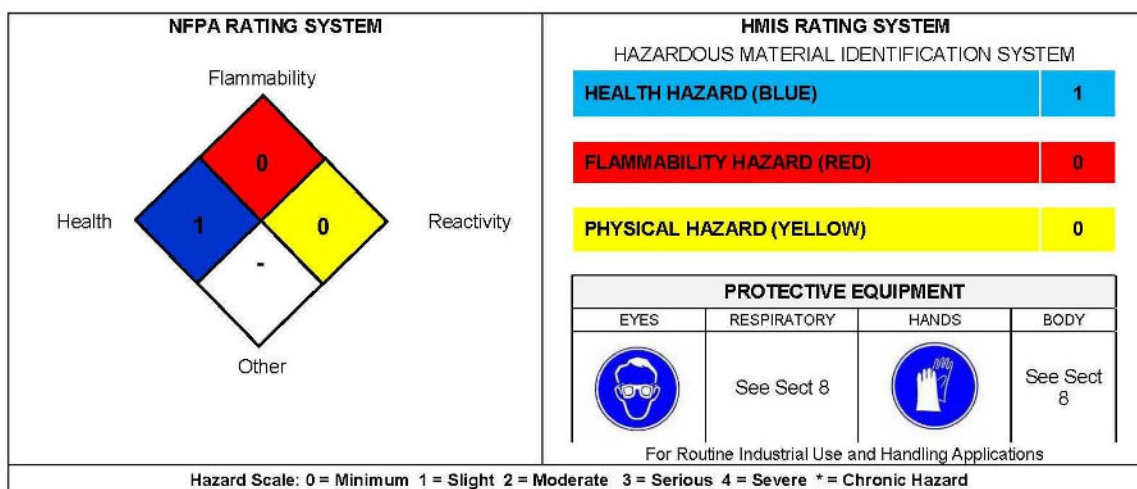 NFPA RATING SYSTEM
Flammability
0
Health
1
0
Reactivity
-
Other
HMIS RATING SYSTEM
HAZARDOUS MATERIAL IDENTIFICATION SYSTEM
HEALTH HAZARD (BLUE) 1
FLAMMABILITY HAZARD (RED) 0
PHYSICAL HAZARD (YELLOW) 0
PROTECTIVE EQUIPMENT
EYES RESPIRATORY HANDS BODY
See Sect 8
See Sect
8
For Routine Industrial Use and Handling Applications
Hazard Scale: 0 = Minimum 1 = Slight 2 = Moderate 3 = Serious 4 = Severe * = Chronic Hazard